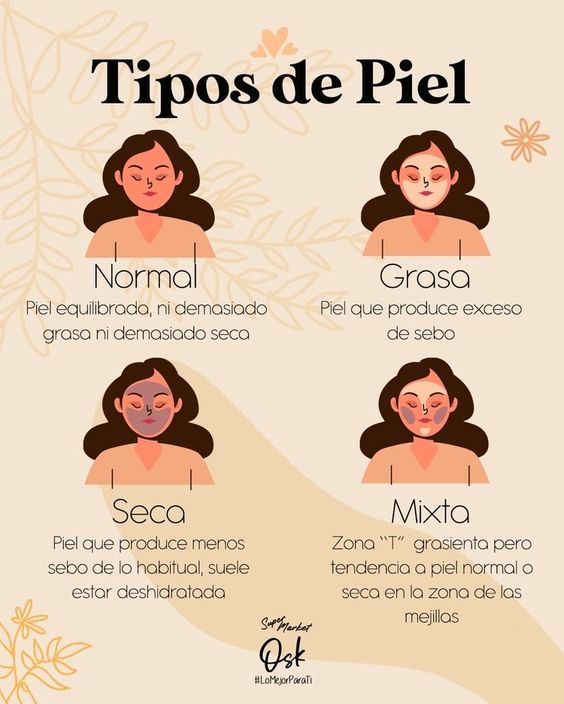 Tipos de Piel
Normal
Piel equilibrada, ni demasiado
grasa ni demasiado seca
Grasa
Piel que produce exceso
de sebo
Seca
Piel que produce menos
sebo de lo habitual, suele
estar deshidratada
Mixta
Zona “T” grasienta pero
tendencia a piel normal o
seca en la zona de las
mejillas
Super
Market
Osk
#LoMejorParaTi